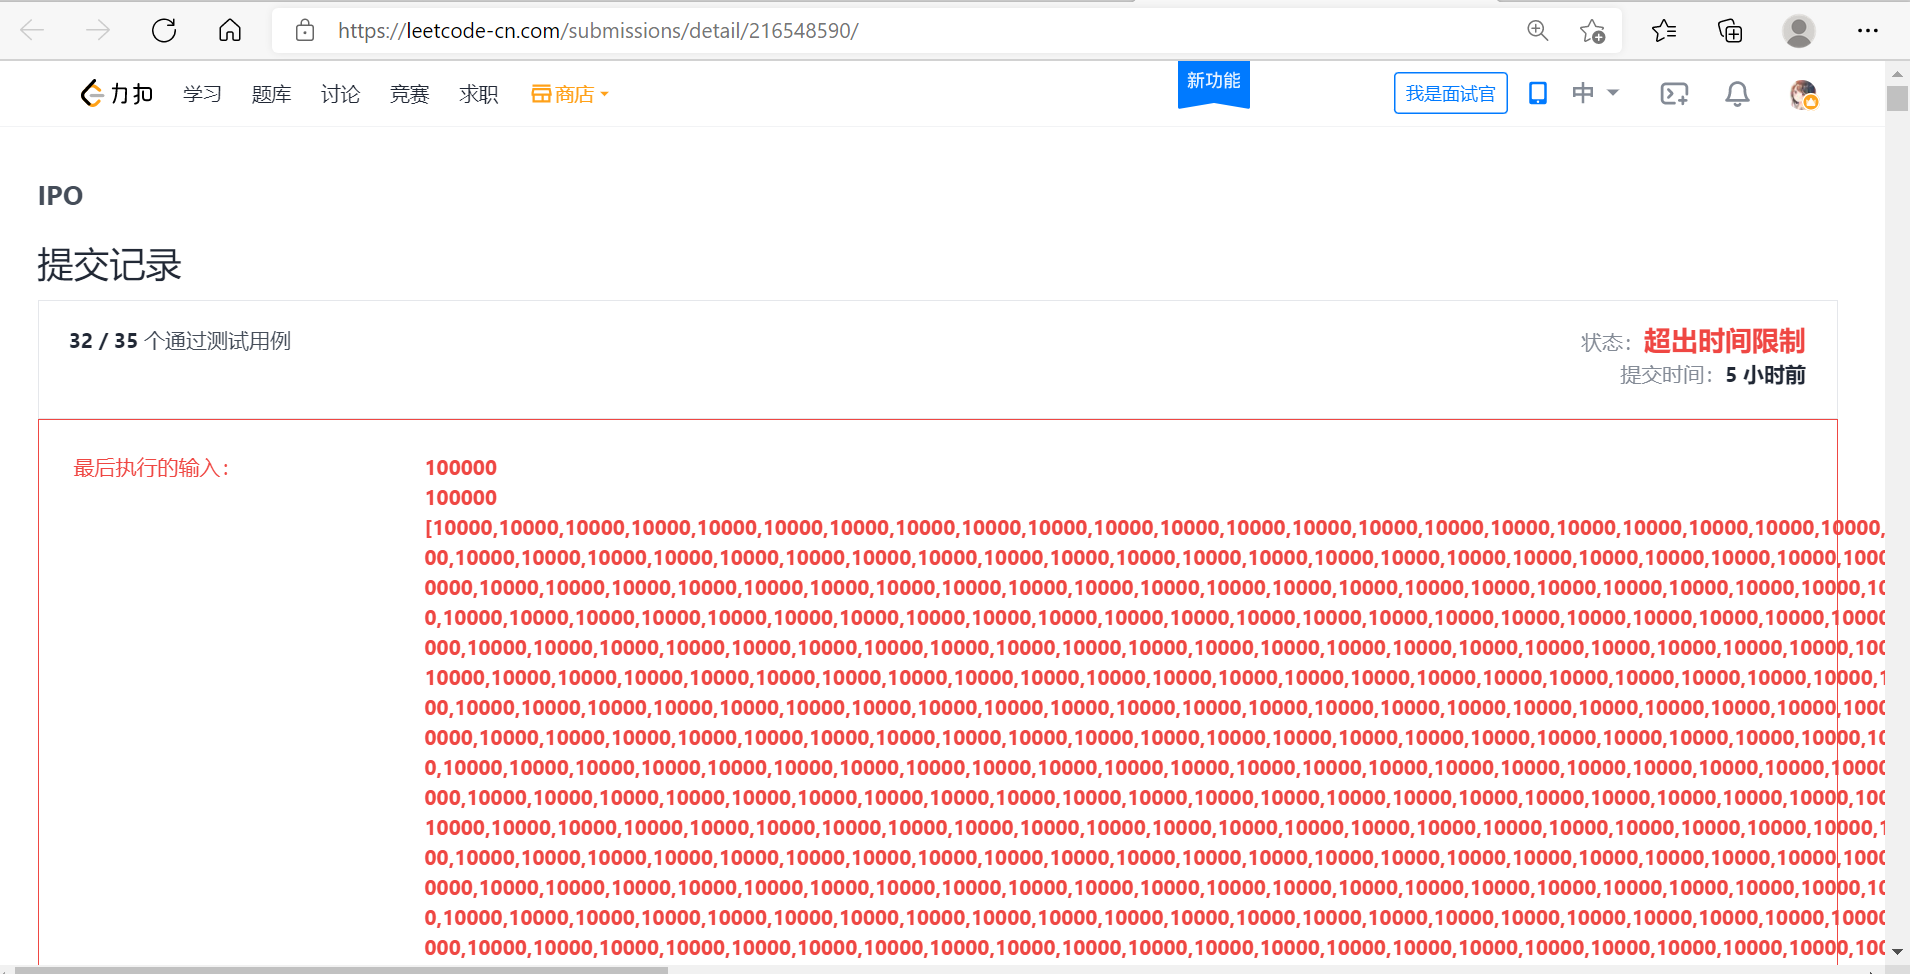 https://leetcode-cn.com/submissions/detail/216548590/
力扣 学习 题库 讨论 竞赛 求职 商店 新功能 我是面试官 中
IPO
提交记录
32 / 35 个通过测试用例
状态：超出时间限制
提交时间：5 小时前
最后执行的输入：
100000
100000
[10000,10000,10000,10000,10000,10000,10000,10000,10000,10000,10000,10000,10000,10000,10000,10000,10000,10000,10000,10000,10000,10000,
00,10000,10000,10000,10000,10000,10000,10000,10000,10000,10000,10000,10000,10000,10000,10000,10000,10000,10000,10000,10000,10000,1000
0000,10000,10000,10000,10000,10000,10000,10000,10000,10000,10000,10000,10000,10000,10000,10000,10000,10000,10000,10000,10000,10000,10
0,10000,10000,10000,10000,10000,10000,10000,10000,10000,10000,10000,10000,10000,10000,10000,10000,10000,10000,10000,10000,10000,10000
000,10000,10000,10000,10000,10000,10000,10000,10000,10000,10000,10000,10000,10000,10000,10000,10000,10000,10000,10000,10000,10000,100
10000,10000,10000,10000,10000,10000,10000,10000,10000,10000,10000,10000,10000,10000,10000,10000,10000,10000,10000,10000,10000,10000,1
00,10000,10000,10000,10000,10000,10000,10000,10000,10000,10000,10000,10000,10000,10000,10000,10000,10000,10000,10000,10000,10000,1000
0000,10000,10000,10000,10000,10000,10000,10000,10000,10000,10000,10000,10000,10000,10000,10000,10000,10000,10000,10000,10000,10000,10
0,10000,10000,10000,10000,10000,10000,10000,10000,10000,10000,10000,10000,10000,10000,10000,10000,10000,10000,10000,10000,10000,10000
000,10000,10000,10000,10000,10000,10000,10000,10000,10000,10000,10000,10000,10000,10000,10000,10000,10000,10000,10000,10000,10000,100
10000,10000,10000,10000,10000,10000,10000,10000,10000,10000,10000,10000,10000,10000,10000,10000,10000,10000,10000,10000,10000,10000,1
00,10000,10000,10000,10000,10000,10000,10000,10000,10000,10000,10000,10000,10000,10000,10000,10000,10000,10000,10000,10000,10000,1000
0000,10000,10000,10000,10000,10000,10000,10000,10000,10000,10000,10000,10000,10000,10000,10000,10000,10000,10000,10000,10000,10000,10
0,10000,10000,10000,10000,10000,10000,10000,10000,10000,10000,10000,10000,10000,10000,10000,10000,10000,10000,10000,10000,10000,10000
000,10000,10000,10000,10000,10000,10000,10000,10000,10000,10000,10000,10000,10000,10000,10000,10000,10000,10000,10000,10000,10000,100